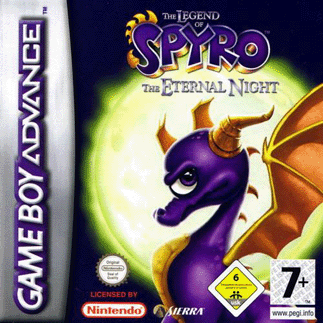 THE LEGEND
OF
SPYRO
THE ETERNAL NIGHT
GAME BOY ADVANCE
Original
Nintendo
Seal of
Quality
LICENSED BY
Nintendo
SIERRA
6
7+
www.pegi.info